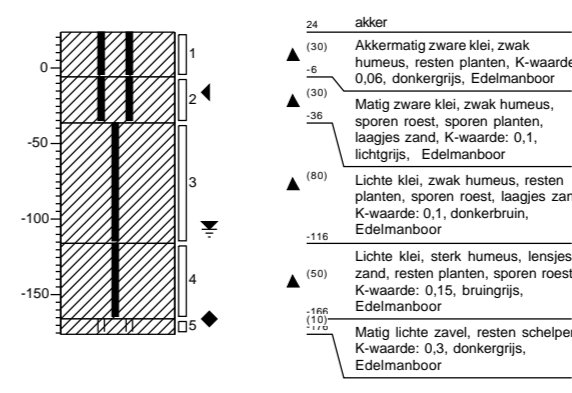 24 akker
0
1
(30) Akkermatig zware klei, zwak
humeus, resten planten, K-waarde
-6 0,06, donkergrijs, Edelmanboor
2
(30) Matig zware klei, zwak humeus,
-36 sporen roest, sporen planten,
laagjes zand, K-waarde: 0,1,
lichtgrijs, Edelmanboor
-50
3
(80) Lichte klei, zwak humeus, resten
planten, sporen roest, laagjes zan
K-waarde: 0,1, donkerbruin,
Edelmanboor
-100
-116
4
Lichte klei, sterk humeus, lensjes
(50) zand, resten planten, sporen roest
K-waarde: 0,15, bruingrijs,
Edelmanboor
-150
-166
5
(10)
-176 Matig lichte zavel, resten schelpen
K-waarde: 0,3, donkergrijs,
Edelmanboor